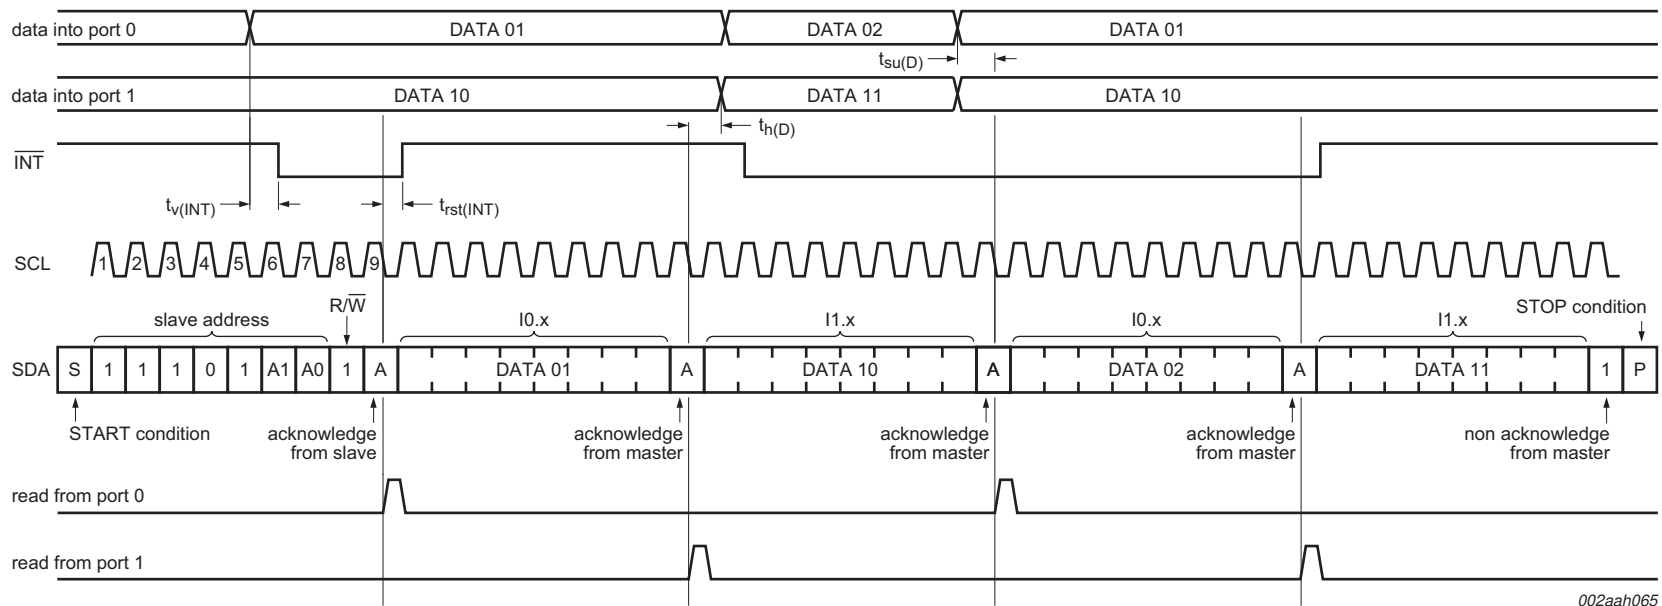 data into port 0 DATA 01 DATA 02 DATA 01
tsu(D)
data into port 1 DATA 10 DATA 11 DATA 10
th(D)
INT
tv(INT) trst(INT)
SCL 1 2 3 4 5 6 7 8 9
R/W
STOP condition
slave address I0.x I1.x I0.x I1.x
SDA S 1 1 1 0 1 A1 A0 1 A DATA 01 A DATA 10 A DATA 02 A DATA 11 1 P
START condition acknowledge acknowledge acknowledge acknowledge non acknowledge
from slave from master from master from master from master
read from port 0
read from port 1
002aah065